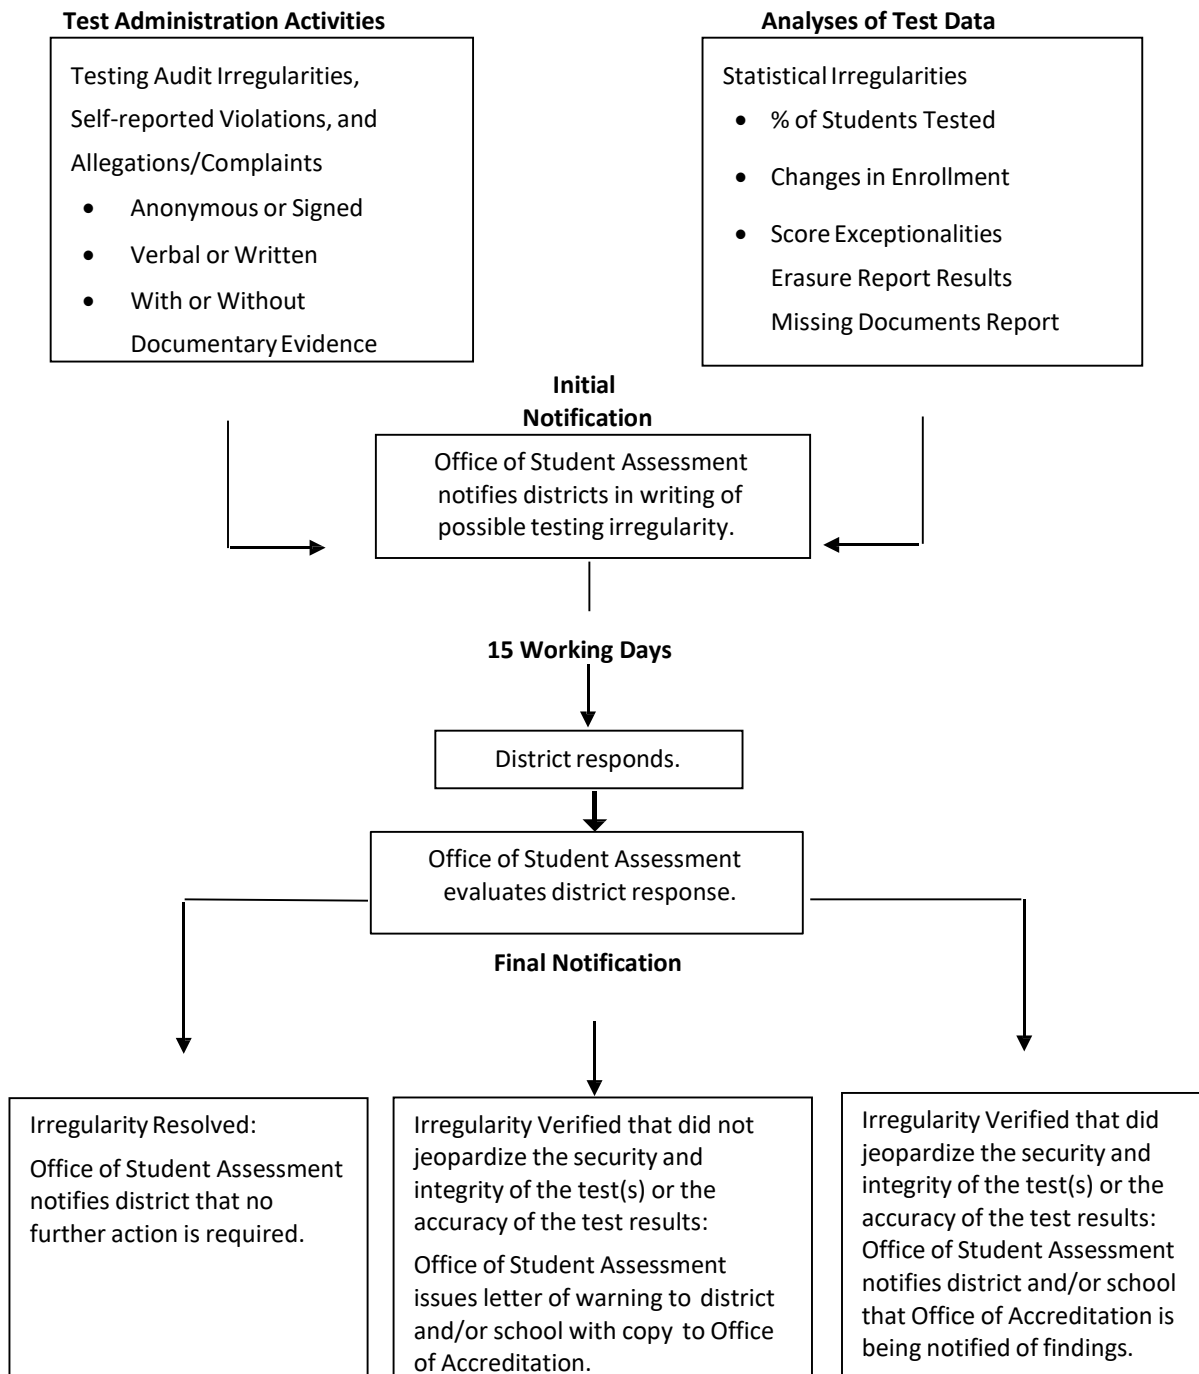 Test Administration Activities
Testing Audit Irregularities,
Self-reported Violations, and
Allegations/Complaints
• Anonymous or Signed
• Verbal or Written
• With or Without
Documentary Evidence
Analyses of Test Data
Statistical Irregularities
• % of Students Tested
• Changes in Enrollment
• Score Exceptionalities
Erasure Report Results
Missing Documents Report
Initial
Notification
Office of Student Assessment
notifies districts in writing of
possible testing irregularity.
15 Working Days
District responds.
Office of Student Assessment
evaluates district response.
Final Notification
Irregularity Resolved:
Office of Student Assessment
notifies district that no
further action is required.
Irregularity Verified that did not
jeopardize the security and
integrity of the test(s) or the
accuracy of the test results:
Office of Student Assessment
issues letter of warning to district
and/or school with copy to Office
of Accreditation.
Irregularity Verified that did
jeopardize the security and
integrity of the test(s) or the
accuracy of the test results:
Office of Student Assessment
notifies district and/or school
that Office of Accreditation is
being notified of findings.